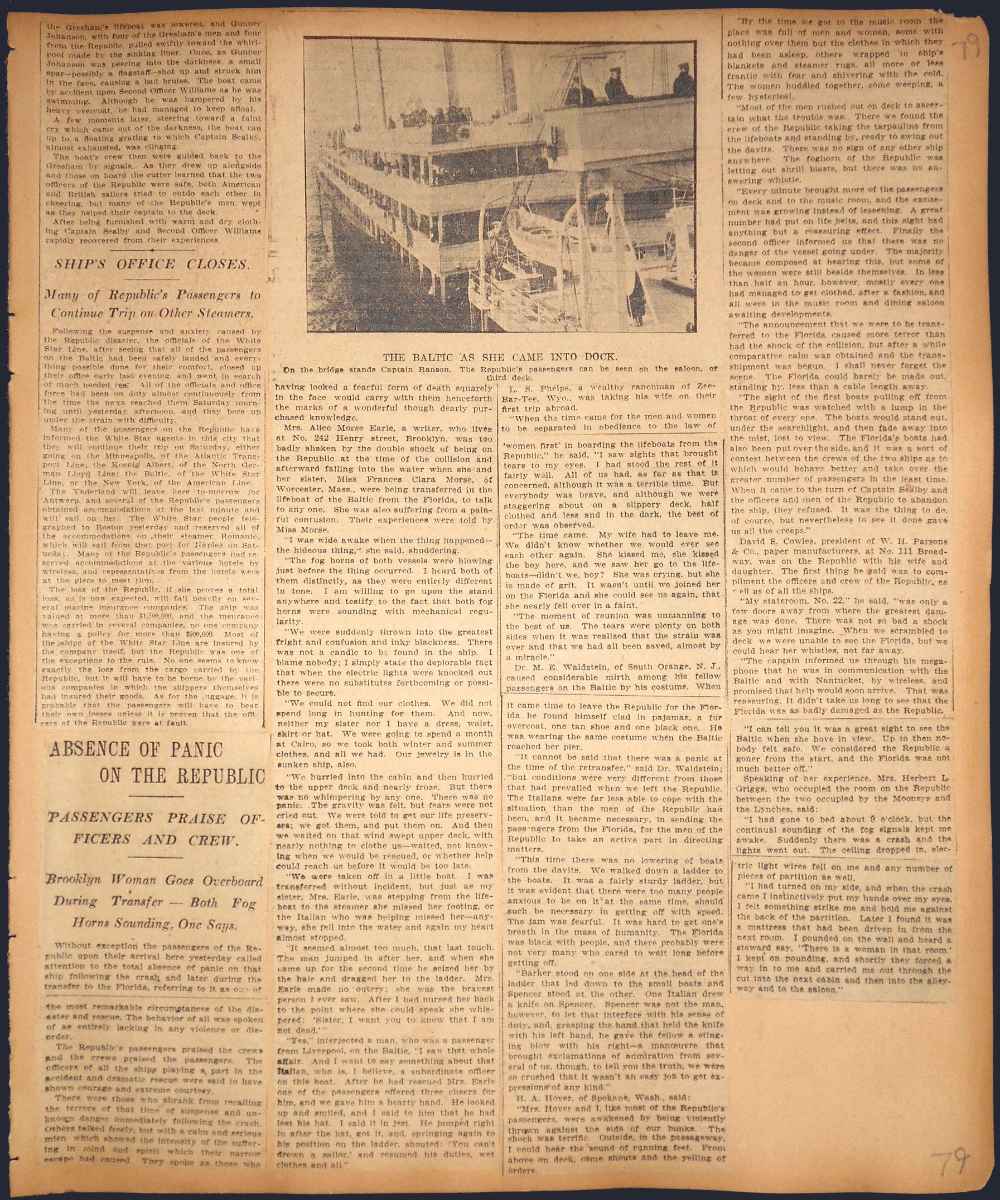 the Gresham's lifeboat was lowered, and Gunner
Johanson, with four of the Gresham's men and four
from the Republic, pulled swiftly toward the whirl-
pool made by the sinking liner. Once, as Gunner
Johanson was peering into the darkness, a small
spar—possibly a flagstaff—shot up and struck him
in the face, causing a bad bruise. The boat came
by accident upon Second Officer Williams as he was
swimming. Although he was hampered by his
heavy overcoat, he had managed to keep afloat.
A few moments later, steering toward a faint
cry which came out of the darkness, the boat ran
up to a floating grating to which Captain Sealby,
almost exhausted, was clinging.
The boat's crew then were guided back to the
Gresham by signals. As they drew up alongside
and those on board the cutter learned that the two
officers of the Republic were safe, both American
and British sailors tried to outdo each other in
cheering, but many of the Republic's men wept
as they helped their captain to the deck.
After being furnished with warm and dry cloth-
ing Captain Sealby and Second Officer Williams
rapidly recovered from their experiences.
SHIP'S OFFICE CLOSES.
Many of Republic's Passengers to
Continue Trip on Other Steamers.
Following the suspense and anxiety caused by
the Republic disaster, the officials of the White
Star Line, after seeing that all of the passengers
on the Baltic had been safely landed and every-
thing possible done for their comfort, closed up
their office early last evening, and went in search
of much needed rest. All of the officials and office
force had been on duty almost continuously from
the time the news reached them Saturday morn-
ing until yesterday afternoon, and they bore up
under the strain with difficulty.
Many of the passengers on the Republic have
informed the White Star agents in this city that
they will continue their trip on Saturday, either
going on the Minneapolis, of the Atlantic Trans-
port Line; the Koenig Albert, of the North Ger-
man Lloyd Line; the Baltic, of the White Star
Line, or the New York, of the American Line.
The Vaderland will leave here to-morrow for
Antwerp, and several of the Republic's passengers
obtained accommodations at the last minute and
will sail on her. The White Star people tele-
graphed to Boston yesterday and reserved all of
the accommodations on their steamer Romanic,
which will sail from that port for Naples on Sat-
urday. Many of the Republic's passengers had re-
served accommodations at the various hotels by
wireless, and representatives from the hotels were
at the piers to meet them.
The loss of the Republic, if she proves a total
loss, as is now expected, will fall heavily on sev-
eral marine insurance companies. The ship was
valued at more than
and the insurance
was carried in several companies, no one company
having a policy for more than
Most of
the ships of the White Star Line are insured by
the company itself, but the Republic was one of
the exceptions to the rule. No one seems to know
exactly the loss from the cargo carried by the
Republic, but it will have to be borne by the vari-
ous companies in which the shippers themselves
had insured their goods. As for the luggage, it is
probable that the passengers will have to bear
their own losses unless it is proven that the offi-
cers of the Republic were at fault.
ABSENCE OF PANIC
ON THE REPUBLIC
PASSENGERS PRAISE OF-
FICERS AND CREW.
Brooklyn Woman Goes Overboard
During Transfer — Both Fog
Horns Sounding, One Says.
Without exception the passengers of the Re-
public upon their arrival here yesterday called
attention to the total absence of panic on that
ship following the crash and later during the
transfer to the Florida, referring to it as one of
the most remarkable circumstances of the dis-
aster and rescue. The behavior of all was spoken
of as entirely lacking in any violence or dis-
order.
The Republic's passengers praised the crews
and the crews praised the passengers. The
officers of all the ships playing a part in the
accident and dramatic rescue were said to have
shown courage and extreme courtesy.
There were those who shrank from recalling
the terrors of that time of suspense and un-
known danger immediately following the crash.
Others talked freely, but with a calm and serious
mien which showed the intensity of the suffer-
ing in mind and spirit which their narrow
escape had caused. They spoke as those who
THE BALTIC AS SHE CAME INTO DOCK.
On the bridge stands Captain Ranson. The Republic's passengers can be seen on the saloon, or
third deck.
having looked a fearful form of death squarely
in the face would carry with them henceforth
the marks of a wonderful though dearly pur-
chased knowledge.
Mrs. Alice Morse Earle, a writer, who lives
at No. 242 Henry street, Brooklyn, was too
badly shaken by the double shock of being on
the Republic at the time of the collision and
afterward falling into the water when she and
her sister, Miss Frances Clara Morse, of
Worcester, Mass., were being transferred in the
lifeboat of the Baltic from the Florida, to talk
to any one. She was also suffering from a pain-
ful contusion. Their experiences were told by
Miss Morse.
"I was wide awake when the thing happened—
the hideous thing," she said, shuddering.
"The fog horns of both vessels were blowing
just before the thing occurred. I heard both of
them distinctly, as they were entirely different
in tone. I am willing to go upon the stand
anywhere and testify to the fact that both fog
horns were sounding with mechanical regu-
larity.
"We were suddenly thrown into the greatest
fright and confusion and inky blackness. There
was not a candle to be found in the ship. I
blame nobody; I simply state the deplorable fact
that when the electric lights were knocked out
there were no substitutes forthcoming or possi-
ble to secure.
"We could not find our clothes. We did not
spend long in hunting for them. And now,
neither my sister nor I have a dress, waist,
skirt or hat. We were going to spend a month
at Cairo, so we took both winter and summer
clothes, and all we had. Our jewelry is in the
sunken ship, also.
"We hurried into the cabin and then hurried
to the upper deck and nearly froze. But there
was no whimpering by any one. There was no
panic. The gravity was felt, but fears were not
cried out. We were told to get our life preserv-
ers; we got them, and put them on. And then
we waited on that wind swept upper deck, with
nearly nothing to clothe us—waited, not know-
ing when we would be rescued, or whether help
could reach us before it would be too late.
"We were taken off in a little boat. I was
transferred without incident, but just as my
sister, Mrs. Earle, was stepping from the life-
boat to the steamer she missed her footing, or
the Italian who was helping missed her—any-
way, she fell into the water and again my heart
almost stopped.
"It seemed almost too much, that last touch.
The man jumped in after her, and when she
came up for the second time he seized her by
the hair and dragged her to the ladder. Mrs.
Earle made no outcry; she was the bravest
person I ever saw. After I had nursed her back
to the point where she could speak she whis-
pered: 'Sister, I want you to know that I am
not dead.'"
"Yes," interjected a man, who was a passenger
from Liverpool, on the Baltic, "I saw that whole
affair. And I want to say something about that
Italian, who is, I believe, a subordinate officer
on this boat. After he had rescued Mrs. Earle
one of the passengers offered three cheers for
him, and we gave him a hearty hand. He looked
up and smiled, and I said to him that he had
lost his hat. I said it in jest. He jumped right
in after the hat, got it, and, springing again to
his position on the ladder, shouted: 'You can't
drown a sailor,' and resumed his duties, wet
clothes and all."
L. S. Phelps, a wealthy ranchman of Zee-
Bar-Tee, Wyo., was taking his wife on their
first trip abroad.
"When the time came for the men and women
to be separated in obedience to the law of
'women first' in boarding the lifeboats from the
Republic," he said, "I saw sights that brought
tears to my eyes. I had stood the rest of it
fairly well. All of us had, as far as that is
concerned, although it was a terrible time. But
everybody was brave, and although we were
staggering about on a slippery deck, half
clothed and less and in the dark, the best of
order was observed.
"The time came. My wife had to leave me.
We didn't know whether we would ever see
each other again. She kissed me, she kissed
the boy here, and we saw her go to the life-
boats—didn't we, boy? She was crying, but she
is made of grit. It wasn't until we joined her
on the Florida and she could see us again, that
she nearly fell over in a faint.
"The moment of reunion was unmanning to
the best of us. The tears were plenty on both
sides when it was realized that the strain was
over and that we had all been saved, almost by
a miracle."
Dr. M. E. Waldstein, of South Orange, N. J.,
caused considerable mirth among his fellow
passengers on the Baltic by his costume. When
it came time to leave the Republic for the Flor-
ida he found himself clad in pajamas, a fur
overcoat, one tan shoe and one black one. He
was wearing the same costume when the Baltic
reached her pier.
"It cannot be said that there was a panic at
the time of the retransfer," said Dr. Waldstein;
"but conditions were very different from those
that had prevailed when we left the Republic.
The Italians were far less able to cope with the
situation than the men of the Republic had
been, and it became necessary, in sending the
passengers from the Florida, for the men of the
Republic to take an active part in directing
matters.
"This time there was no lowering of boats
from the davits. We walked down a ladder to
the boats. It was a fairly sturdy ladder, but
it was evident that there were too many people
anxious to be on it at the same time, should
such be necessary in getting off with speed.
The jam was fearful. It was hard to get one's
breath in the mass of humanity. The Florida
was black with people, and there probably were
not very many who cared to wait long before
getting off.
"Barker stood on one side at the head of the
ladder that led down to the small boats and
Spencer stood at the other. One Italian drew
a knife on Spencer. Spencer was not the man,
however, to let that interfere with his sense of
duty, and, grasping the hand that held the knife
with his left hand, he gave the fellow a sting-
ing blow with his right—a manœuvre that
brought exclamations of admiration from sev-
eral of us, though, to tell you the truth, we were
so crushed that it wasn't an easy job to get ex-
pressions of any kind."
H. A. Hover, of Spokane, Wash., said:
"Mrs. Hover and I, like most of the Republic's
passengers, were awakened by being violently
thrown against the side of our bunks. The
shock was terrific. Outside, in the passageway,
I could hear the sound of running feet. From
above on deck, came shouts and the yelling of
orders.
"By the time we got to the music room the
place was full of men and women, some with
nothing over them but the clothes in which they
had been asleep, others wrapped in ship's
blankets and steamer rugs, all more or less
frantic with fear and shivering with the cold.
The women huddled together, some weeping, a
few hysterical.
"Most of the men rushed out on deck to ascer-
tain what the trouble was. There we found the
crew of the Republic taking the tarpaulins from
the lifeboats and standing by, ready to swing out
the davits. There was no sign of any other ship
anywhere. The foghorn of the Republic was
letting out shrill blasts, but there was no an-
swering whistle.
"Every minute brought more of the passengers
on deck and to the music room, and the excite-
ment was growing instead of lessening. A great
number had put on life belts, and this sight had
anything but a reassuring effect. Finally the
second officer informed us that there was no
danger of the vessel going under. The majority
became composed at hearing this, but some of
the women were still beside themselves. In less
than half an hour, however, mostly every one
had managed to get clothed, after a fashion, and
all were in the music room and dining saloon
awaiting developments.
"The announcement that we were to be trans-
ferred to the Florida caused more terror than
had the shock of the collision, but after a while
comparative calm was obtained and the trans-
shipment was begun. I shall never forget the
scene. The Florida could barely be made out,
standing by, less than a cable length away.
"The sight of the first boats pulling off from
the Republic was watched with a lump in the
throat of every one. The boats would stand out,
under the searchlight, and then fade away into
the mist, lost to view. The Florida's boats had
also been put over the side, and it was a sort of
contest between the crews of the two ships as to
which would behave better and take over the
greater number of passengers in the least time.
When it came to the turn of Captain Sealby and
the officers and men of the Republic to abandon
the ship, they refused. It was the thing to do,
of course, but nevertheless to see it done gave
us all the creeps."
David B. Cowles, president of W. H. Parsons
& Co., paper manufacturers, at No. 111 Broad-
way, was on the Republic with his wife and
daughter. The first thing he said was to com-
pliment the officers and crew of the Republic, as
well as of all the ships.
"My stateroom, No. 22," he said, "was only a
few doors away from where the greatest dam-
age was done. There was not so bad a shock
as you might imagine. When we scrambled to
deck we were unable to see the Florida, but we
could hear her whistles, not far away.
"The captain informed us through his mega-
phone that he was in communication with the
Baltic and with Nantucket, by wireless, and
promised that help would soon arrive. That was
reassuring. It didn't take us long to see that the
Florida was as badly damaged as the Republic.
"I can tell you it was a great sight to see the
Baltic when she hove in view. Up to then no-
body felt safe. We considered the Republic a
goner from the start, and the Florida was not
much better off."
Speaking of her experience, Mrs. Herbert L.
Griggs, who occupied the room on the Republic
between the two occupied by the Mooneys and
the Lynches, said:
"I had gone to bed about 9 o'clock, but the
continual sounding of the fog signals kept me
awake. Suddenly there was a crash and the
lights went out. The ceiling dropped in, elec-
tric light wires fell on me and any number of
pieces of partition as well.
"I had turned on my side, and when the crash
came I instinctively put my hands over my eyes.
I felt something strike me and hold me against
the back of the partition. Later I found it was
a mattress that had been driven in from the
next room. I pounded on the wall and heard a
steward say, 'There is a woman in that room.'
I kept on pounding, and shortly they forced a
way in to me and carried me out through the
cut into the next cabin and then into the alley-
way and to the saloon."
79
79